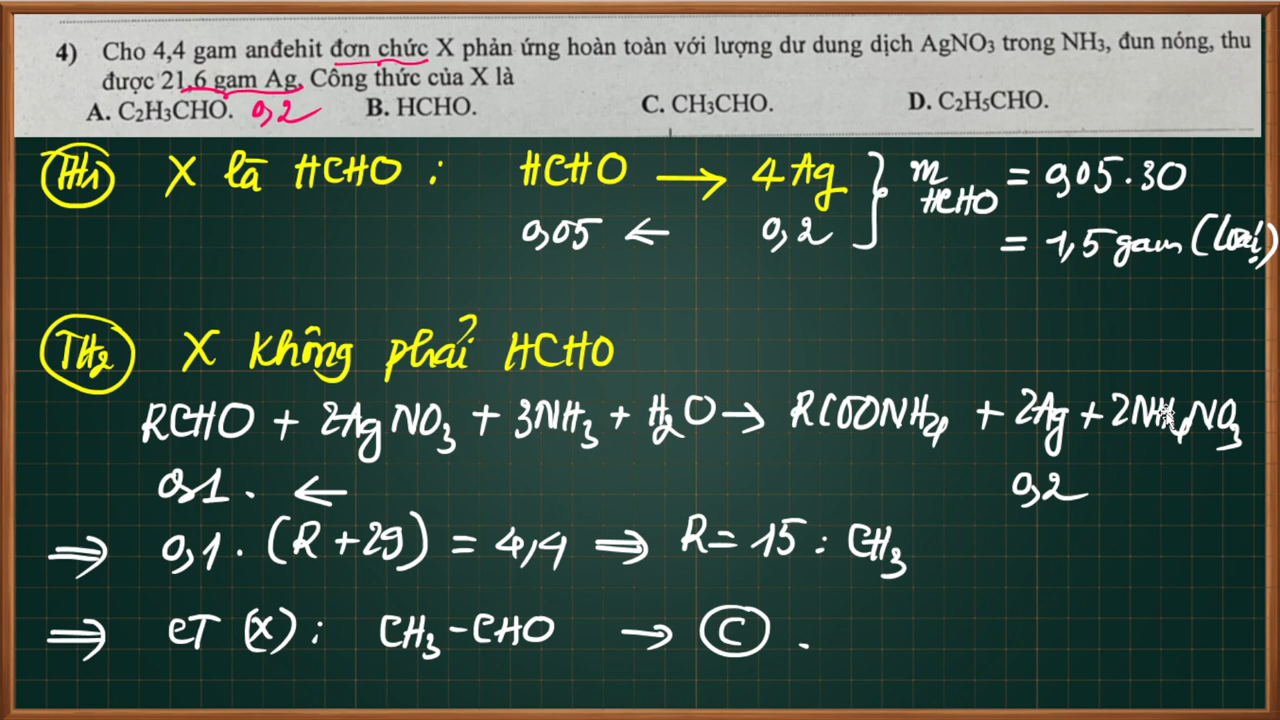 4) Cho 4,4 gam anđehit đơn chức X phản ứng hoàn toàn với lượng dư dung dịch AgNO₃ trong NH₃, đun nóng, thu
được 21,6 gam Ag. Công thức của X là
A. C₂H₃CHO. 0,2 B. HCHO. C. CH₃CHO. D. C₂H₅CHO.
TH1 X là HCHO : HCHO → 4Ag } m HCHO = 0,05.30
0,05 ← 0,2 = 1,5 gam (loại)
TH2 X không phải HCHO
RCHO + 2AgNO₃ + 3NH₃ + H₂O → RCOONH₄ + 2Ag + 2NH₄NO₃
0,1 . ← 0,2
⇒ 0,1 . (R + 29) = 4,4 ⇒ R = 15 : CH₃
⇒ CT (X) : CH₃ - CHO → C .